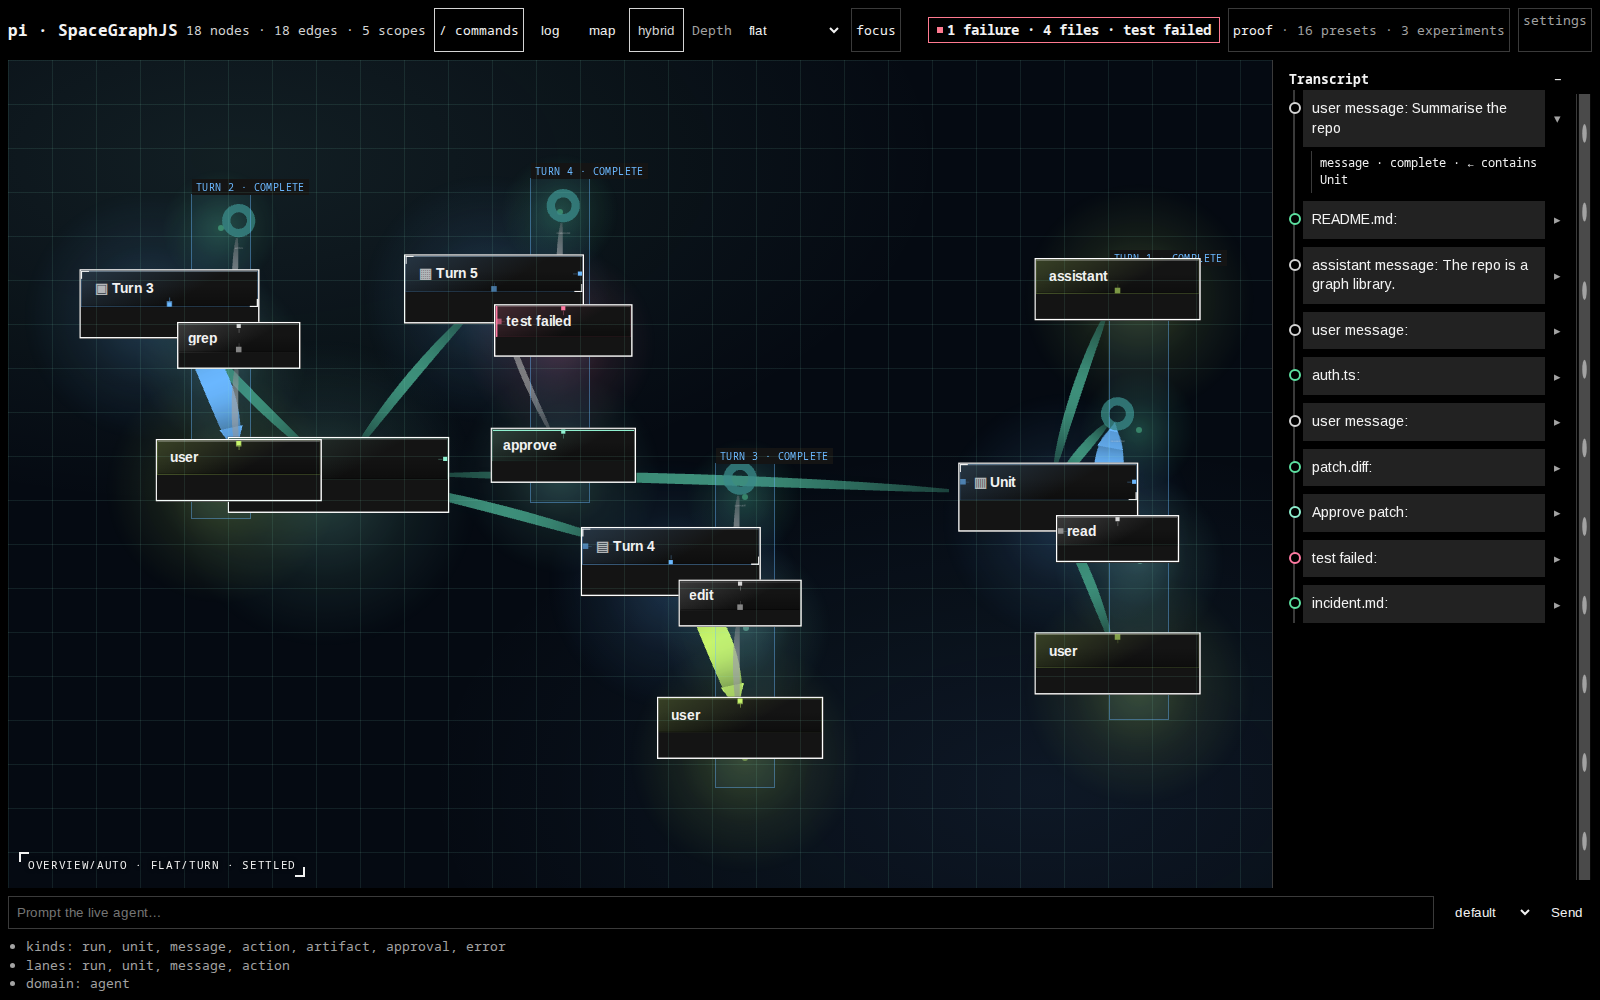 pi · SpaceGraphJS 18 nodes · 18 edges · 5 scopes / commands log map hybrid Depth flat focus 1 failure · 4 files · test failed proof · 16 presets · 3 experiments settings
TURN 2 · COMPLETE
TURN 4 · COMPLETE
Turn 3
grep
user
Turn 5
test failed
approve
TURN 3 · COMPLETE
Turn 4
edit
user
TURN 1 · COMPLETE
assistant
Unit
read
user
OVERVIEW/AUTO · FLAT/TURN · SETTLED
Transcript –
user message: Summarise the
repo
message · complete · ← contains
Unit
README.md:
assistant message: The repo is a
graph library.
user message:
auth.ts:
user message:
patch.diff:
Approve patch:
test failed:
incident.md:
Prompt the live agent… default Send
• kinds: run, unit, message, action, artifact, approval, error
• lanes: run, unit, message, action
• domain: agent